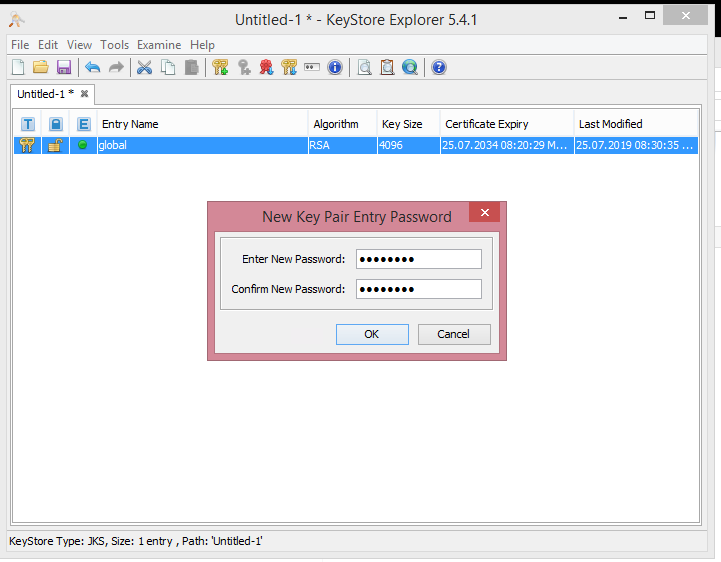 Untitled-1 * - KeyStore Explorer 5.4.1
File Edit View Tools Examine Help
Untitled-1 *
T E Entry Name Algorithm Key Size Certificate Expiry Last Modified
global RSA 4096 25.07.2034 08:20:29 M... 25.07.2019 08:30:35 ...
New Key Pair Entry Password
Enter New Password: ●●●●●●●●
Confirm New Password: ●●●●●●●●
OK Cancel
KeyStore Type: JKS, Size: 1 entry , Path: 'Untitled-1'